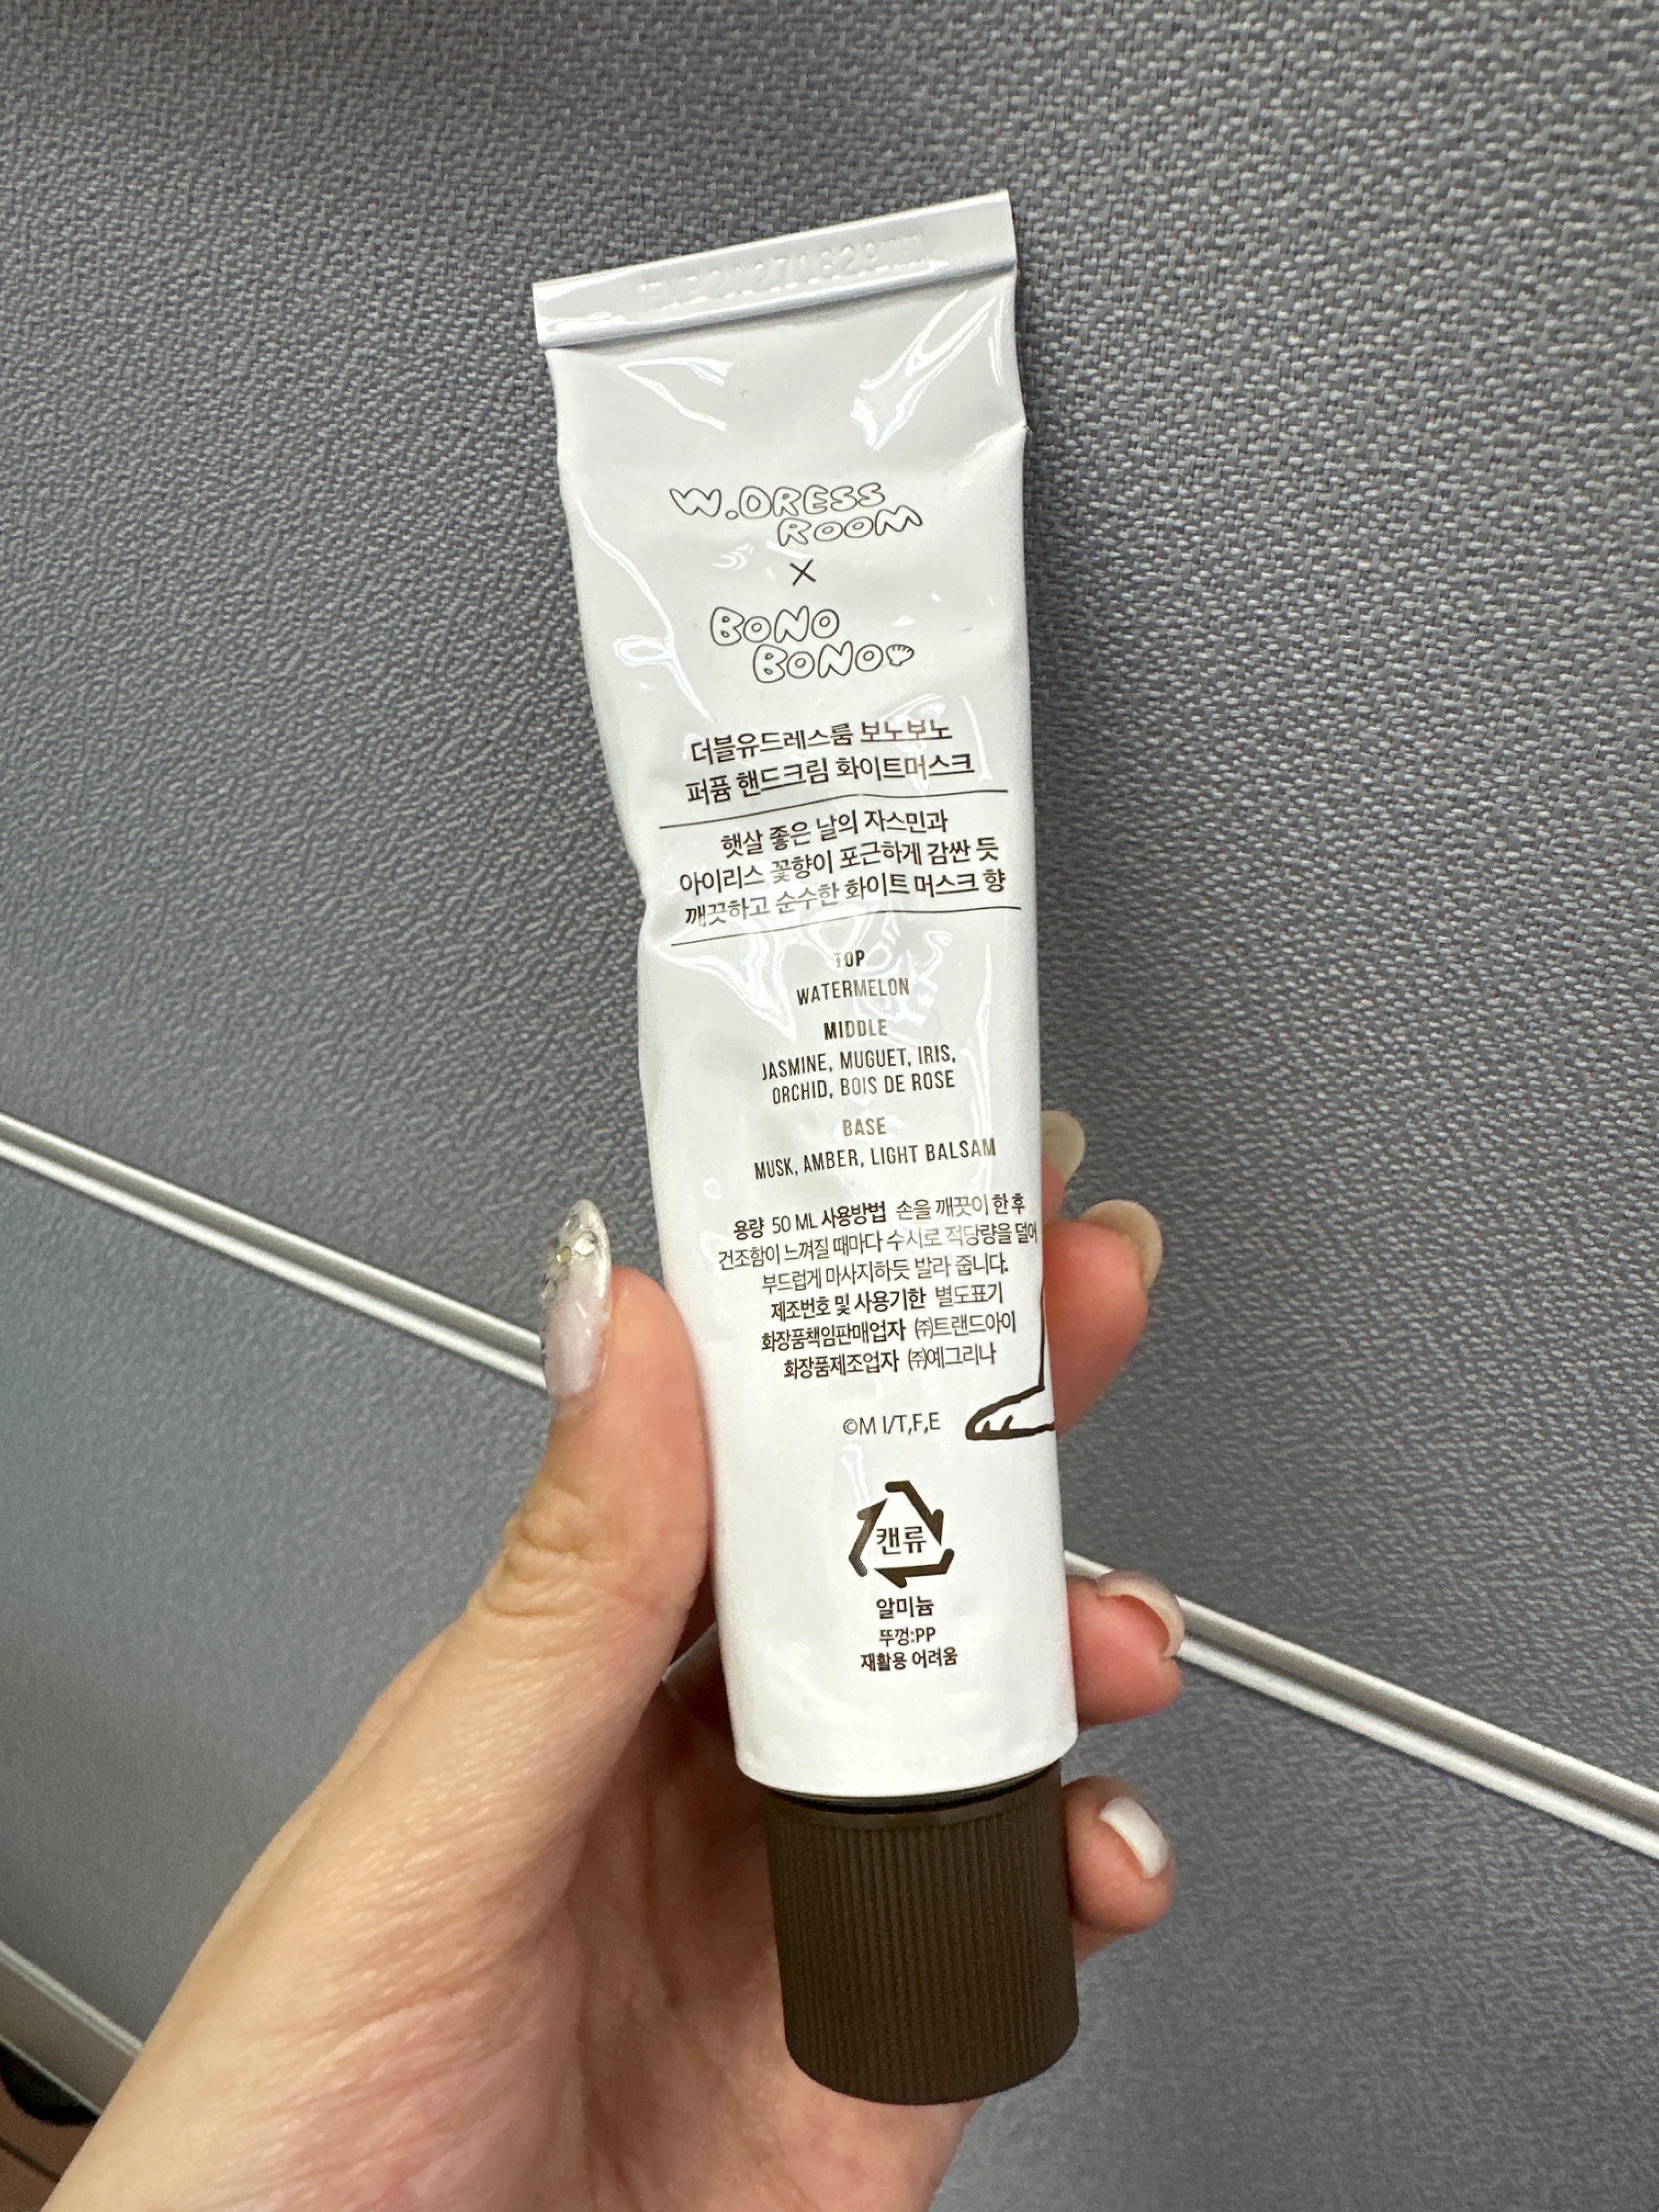 W.DRESS
ROOM
×
BONO
BONO
더블유드레스룸 보노보노
퍼퓸 핸드크림 화이트머스크
햇살 좋은 날의 자스민과
아이리스 꽃향이 포근하게 감싼 듯
깨끗하고 순수한 화이트 머스크 향
TOP
WATERMELON
MIDDLE
JASMINE, MUGUET, IRIS,
ORCHID, BOIS DE ROSE
BASE
MUSK, AMBER, LIGHT BALSAM
용량 50 ML 사용방법 손을 깨끗이 한 후
건조함이 느껴질 때마다 수시로 적당량을 덜어
부드럽게 마사지하듯 발라 줍니다.
제조번호 및 사용기한 별도표기
화장품책임판매업자 ㈜트랜드아이
화장품제조업자 ㈜예그리나
©M I/T,F,E
캔류
알미늄
뚜껑:PP
재활용 어려움